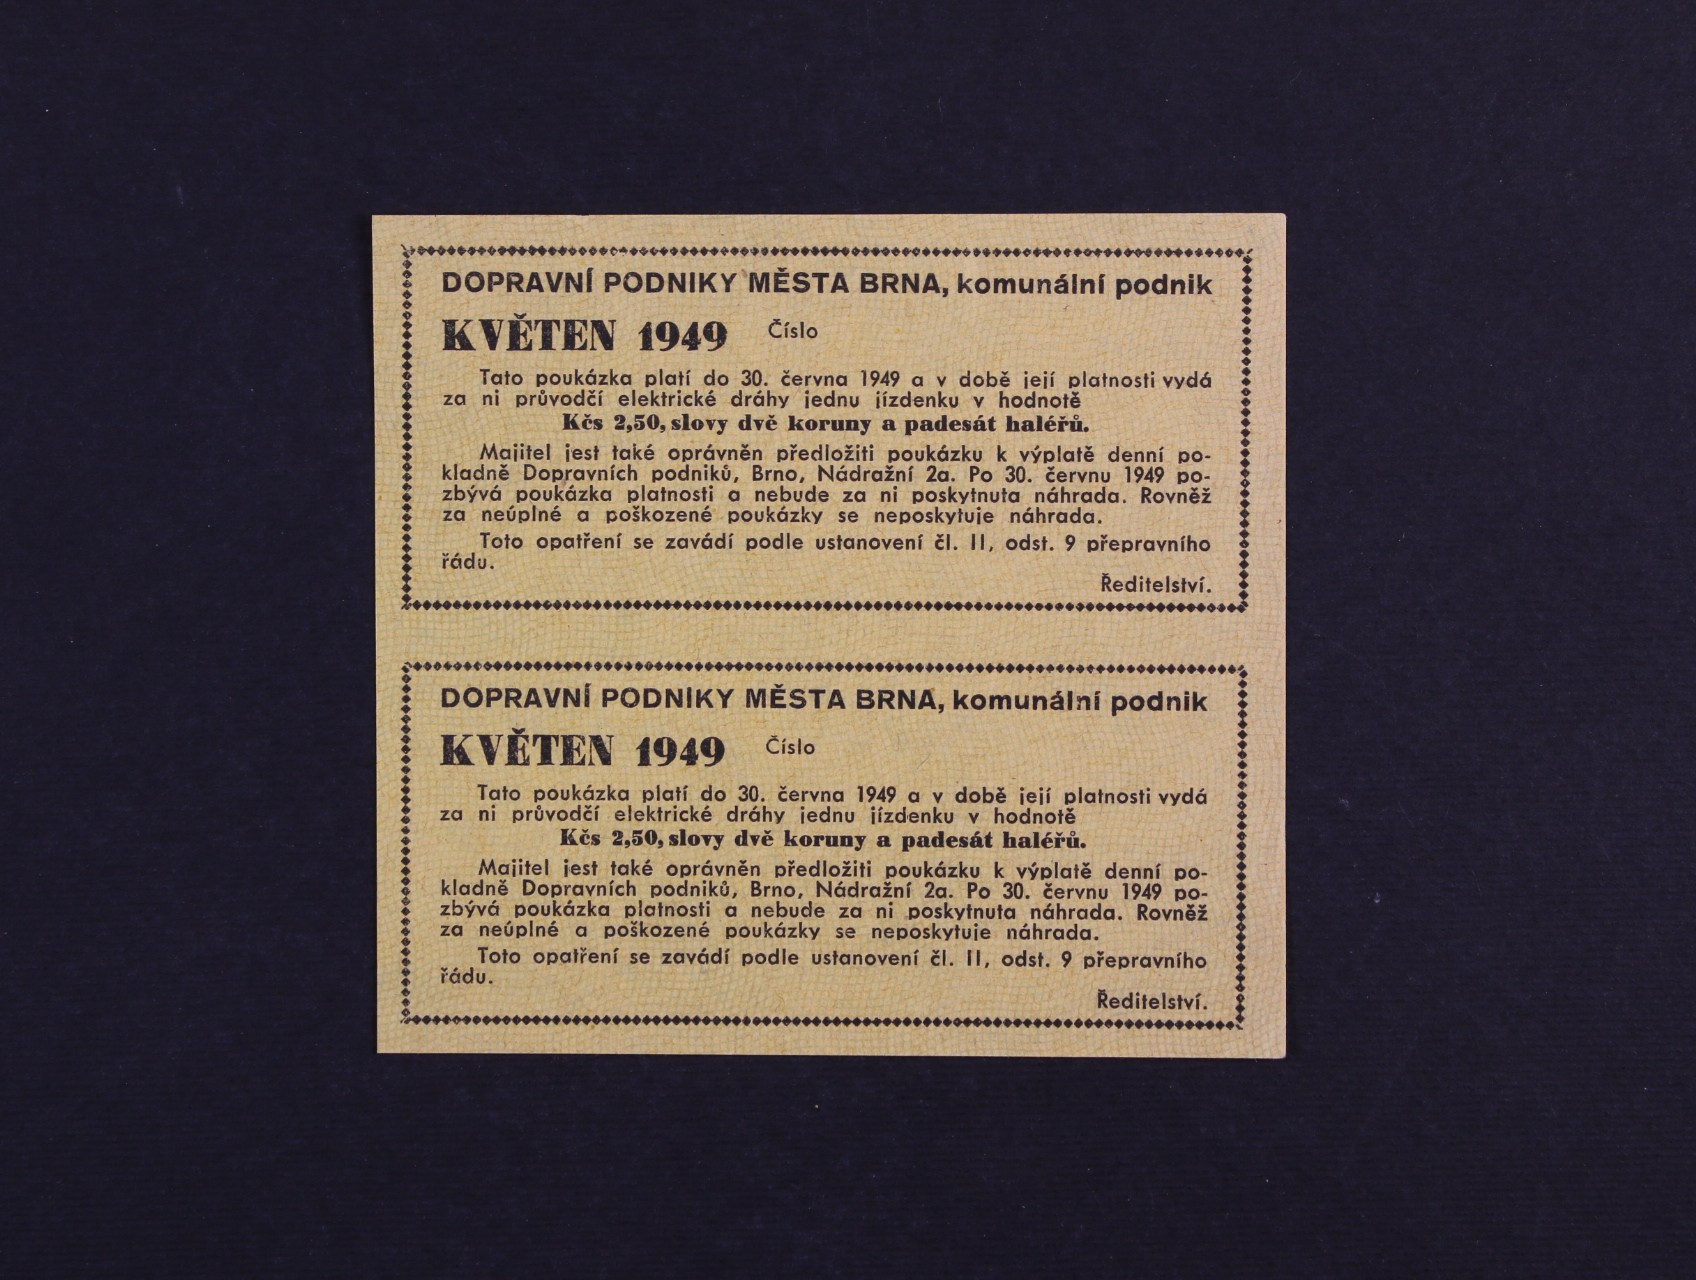 DOPRAVNÍ PODNIKY MĚSTA BRNA, komunální podnik
KVĚTEN 1949 Číslo
Tato poukázka platí do 30. června 1949 a v době její platnosti vydá
za ni průvodčí elektrické dráhy jednu jízdenku v hodnotě
Kčs 2,50, slovy dvě koruny a padesát haléřů.
Majitel jest také oprávněn předložiti poukázku k výplatě denní po-
kladně Dopravních podniků, Brno, Nádražní 2a. Po 30. červnu 1949 po-
zbývá poukázka platnosti a nebude za ni poskytnuta náhrada. Rovněž
za neúplné a poškozené poukázky se neposkytuje náhrada.
Toto opatření se zavádí podle ustanovení čl. II, odst. 9 přepravního
řádu.
Ředitelství.
DOPRAVNÍ PODNIKY MĚSTA BRNA, komunální podnik
KVĚTEN 1949 Číslo
Tato poukázka platí do 30. června 1949 a v době její platnosti vydá
za ni průvodčí elektrické dráhy jednu jízdenku v hodnotě
Kčs 2,50, slovy dvě koruny a padesát haléřů.
Majitel jest také oprávněn předložiti poukázku k výplatě denní po-
kladně Dopravních podniků, Brno, Nádražní 2a. Po 30. červnu 1949 po-
zbývá poukázka platnosti a nebude za ni poskytnuta náhrada. Rovněž
za neúplné a poškozené poukázky se neposkytuje náhrada.
Toto opatření se zavádí podle ustanovení čl. II, odst. 9 přepravního
řádu.
Ředitelství.